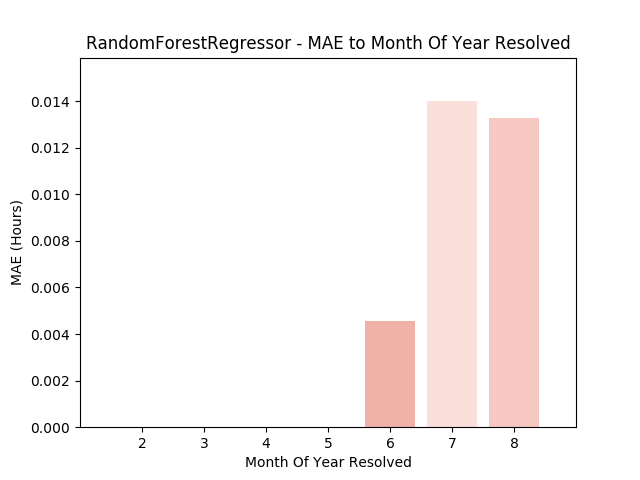 RandomForestRegressor - MAE to Month Of Year Resolved
0.014
0.012
0.010
0.008
0.006
0.004
0.002
0.000
MAE (Hours)
2 3 4 5 6 7 8
Month Of Year Resolved